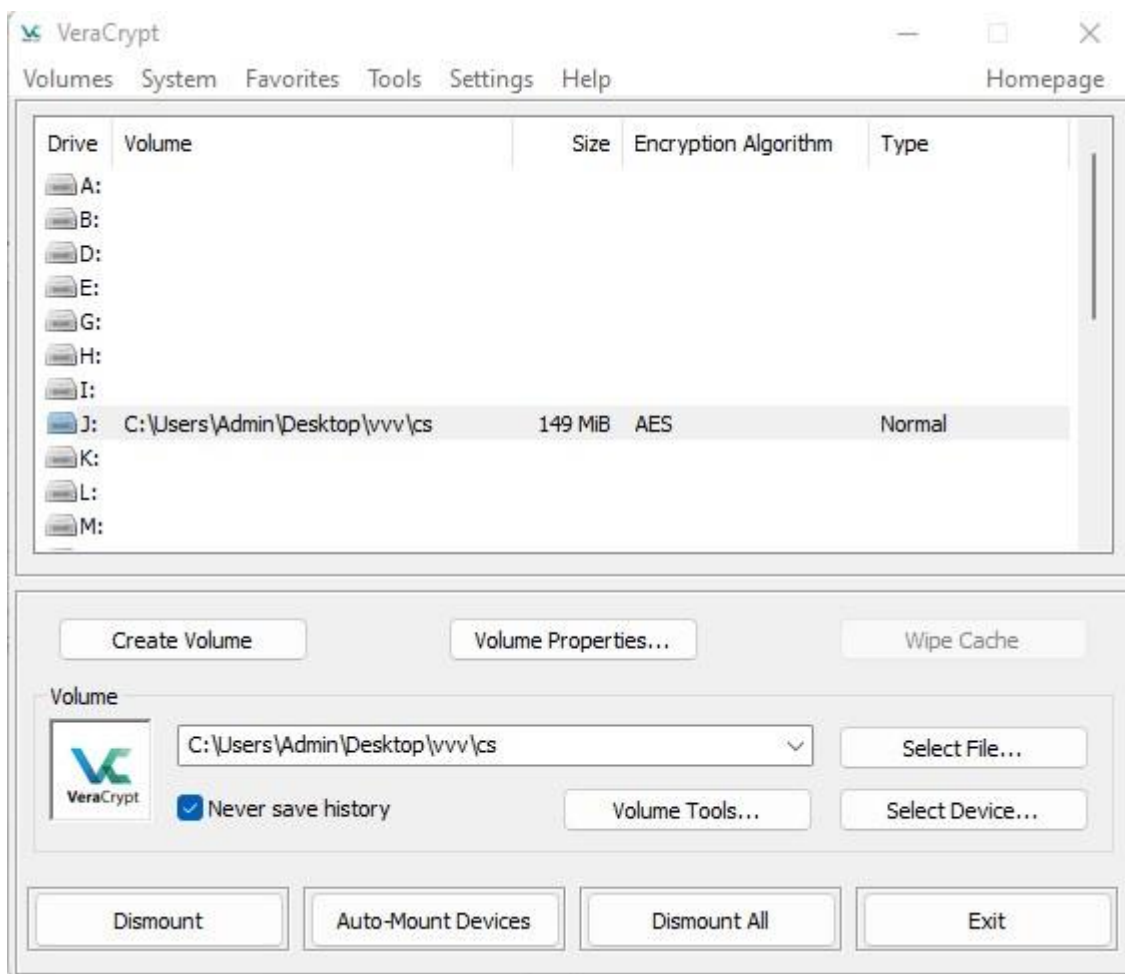 VeraCrypt
Volumes System Favorites Tools Settings Help Homepage
Drive Volume Size Encryption Algorithm Type
A:
B:
D:
E:
G:
H:
I:
J: C:\Users\Admin\Desktop\vvv\cs 149 MiB AES Normal
K:
L:
M:
Create Volume Volume Properties... Wipe Cache
Volume
C:\Users\Admin\Desktop\vvv\cs Select File...
VeraCrypt
Never save history Volume Tools... Select Device...
Dismount Auto-Mount Devices Dismount All Exit